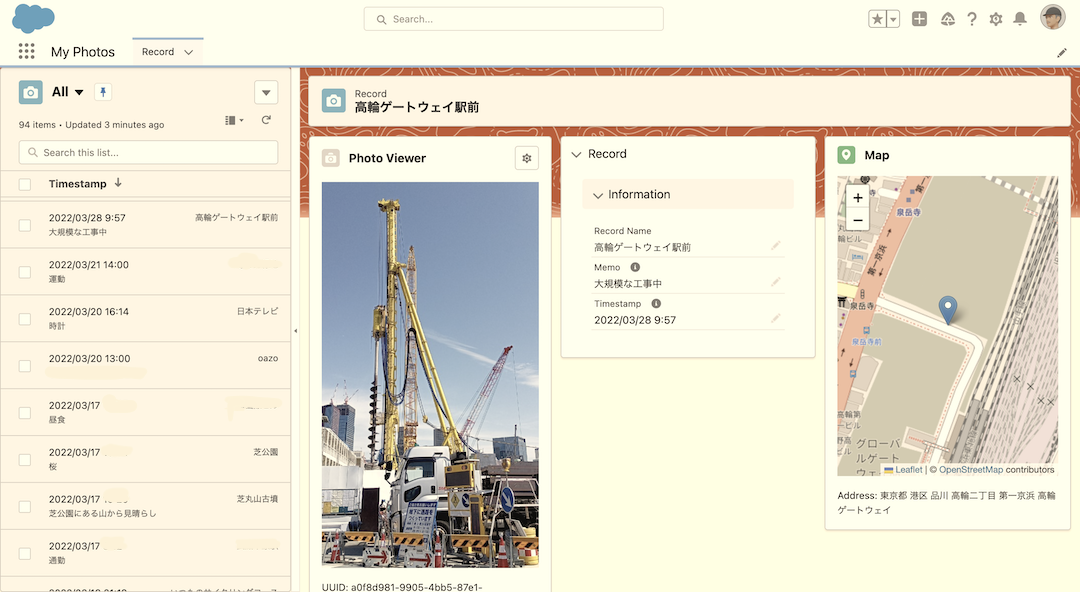 Search...
My Photos
Record
All
94 items • Updated 3 minutes ago
Search this list...
Timestamp
2022/03/28 9:57
高輪ゲートウェイ駅前
大規模な工事中
2022/03/21 14:00
運動
2022/03/20 16:14
日本テレビ
時計
2022/03/20 13:00
oazo
2022/03/17
昼食
2022/03/17
芝公園
桜
2022/03/17
芝丸山古墳
芝公園にある山から見晴らし
2022/03/17
通勤
Record
高輪ゲートウェイ駅前
Photo Viewer
UUID: a0f8d981-9905-4bb5-87e1-
Record
Information
Record Name
高輪ゲートウェイ駅前
Memo
大規模な工事中
Timestamp
2022/03/28 9:57
Map
+
−
泉岳寺
第一京浜
泉岳寺
泉岳寺前
高輪第
グローバ
ルゲート
ウェ
Leaflet | © OpenStreetMap contributors
Address: 東京都 港区 品川 高輪二丁目 第一京浜 高輪
ゲートウェイ